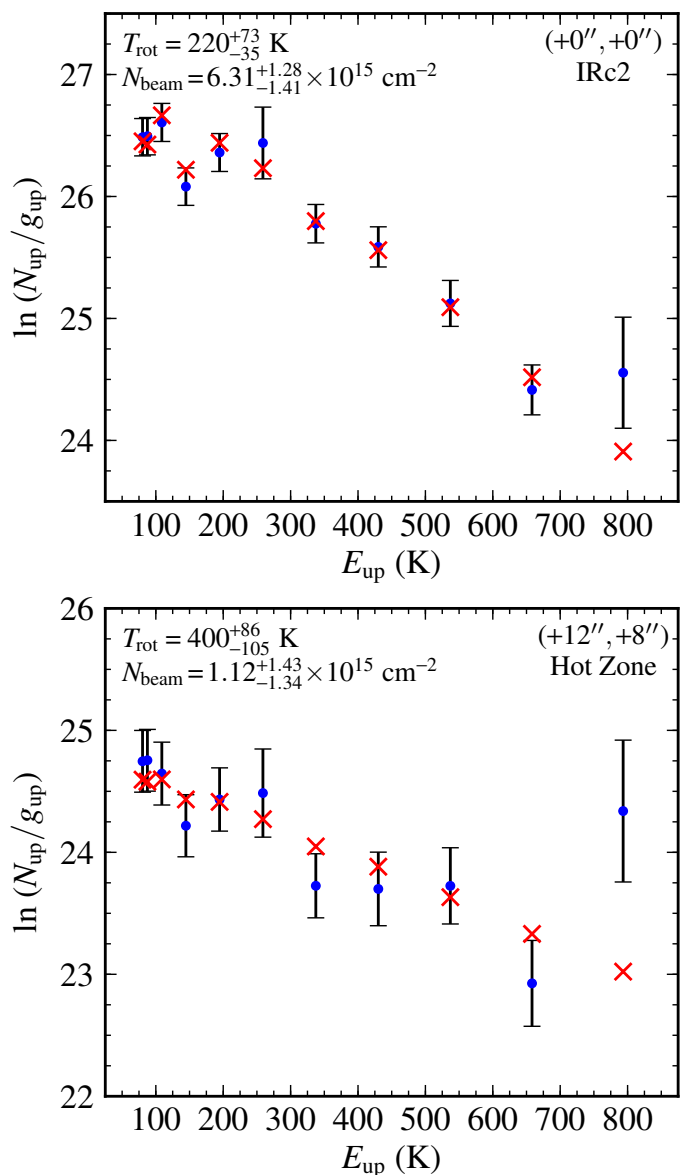 T_rot = 220^{+73}_{-35} K (+0″, +0″)
N_beam = 6.31^{+1.28}_{-1.41} × 10^{15} cm^{−2} IRc2
27
26
25
24
ln (N_up/g_up)
100 200 300 400 500 600 700 800
E_up (K)
T_rot = 400^{+86}_{-105} K (+12″, +8″)
N_beam = 1.12^{+1.43}_{-1.34} × 10^{15} cm^{−2} Hot Zone
26
25
24
23
22
ln (N_up/g_up)
100 200 300 400 500 600 700 800
E_up (K)